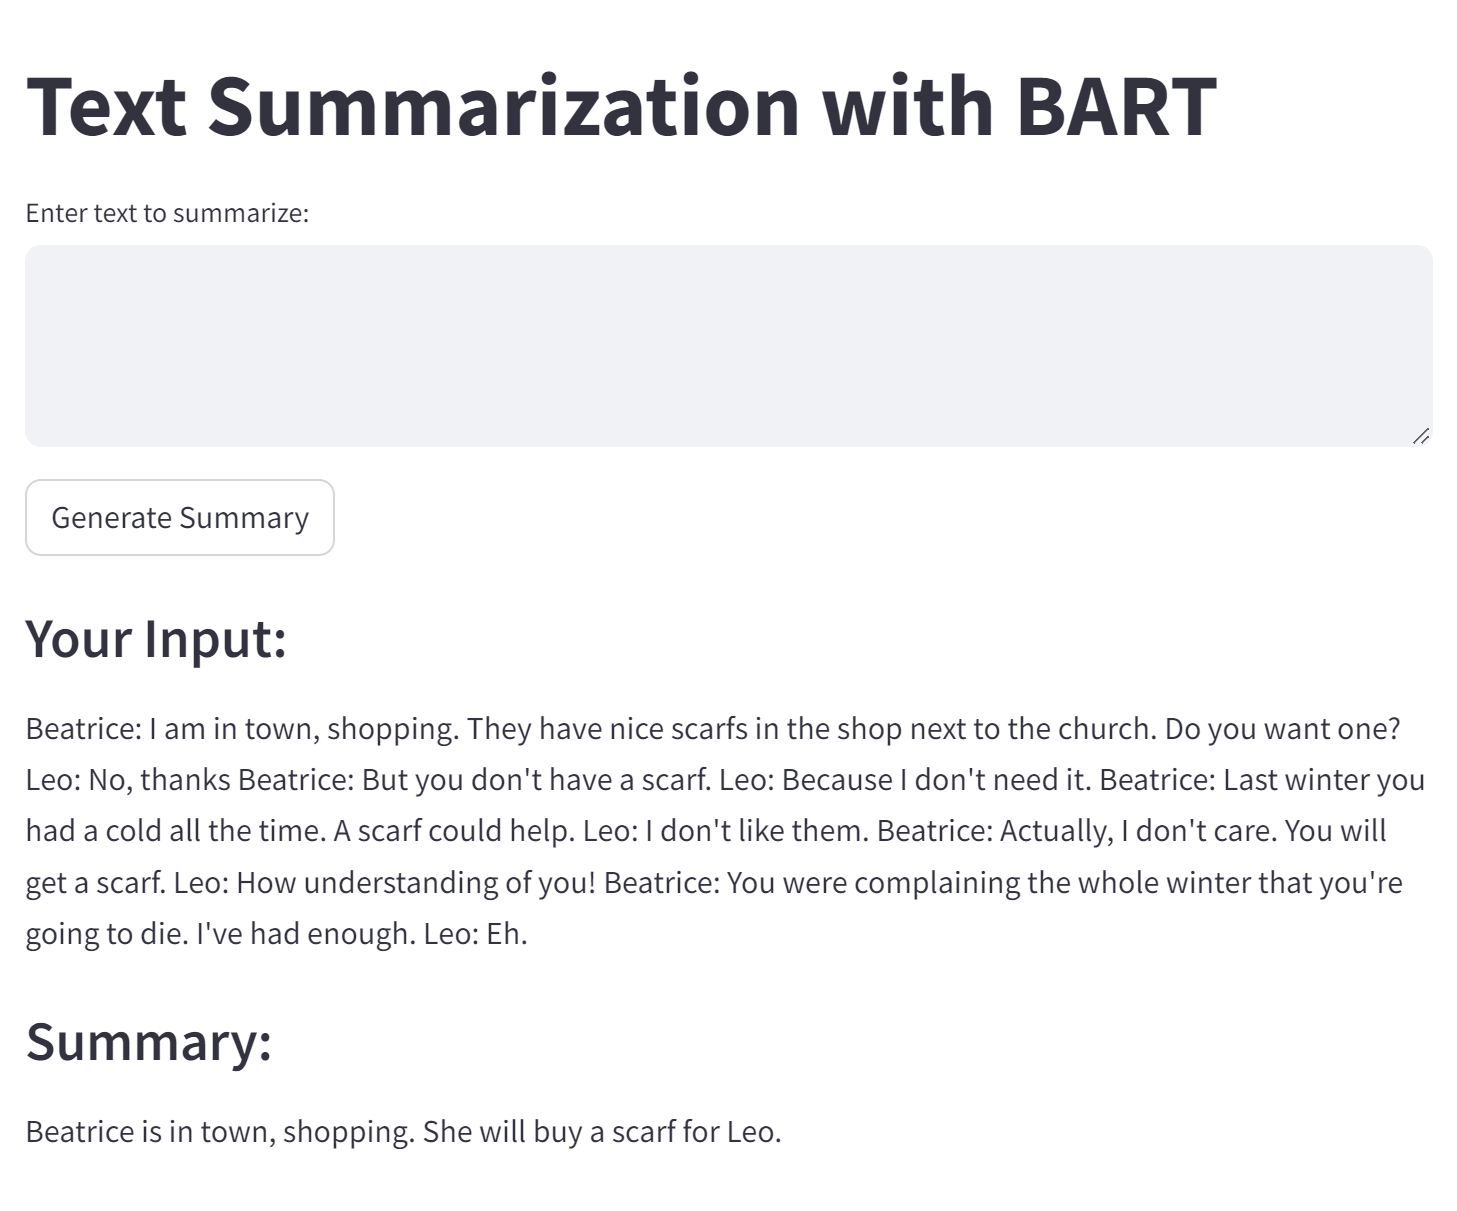 Text Summarization with BART
Enter text to summarize:
Generate Summary
Your Input:
Beatrice: I am in town, shopping. They have nice scarfs in the shop next to the church. Do you want one?
Leo: No, thanks Beatrice: But you don't have a scarf. Leo: Because I don't need it. Beatrice: Last winter you
had a cold all the time. A scarf could help. Leo: I don't like them. Beatrice: Actually, I don't care. You will
get a scarf. Leo: How understanding of you! Beatrice: You were complaining the whole winter that you're
going to die. I've had enough. Leo: Eh.
Summary:
Beatrice is in town, shopping. She will buy a scarf for Leo.